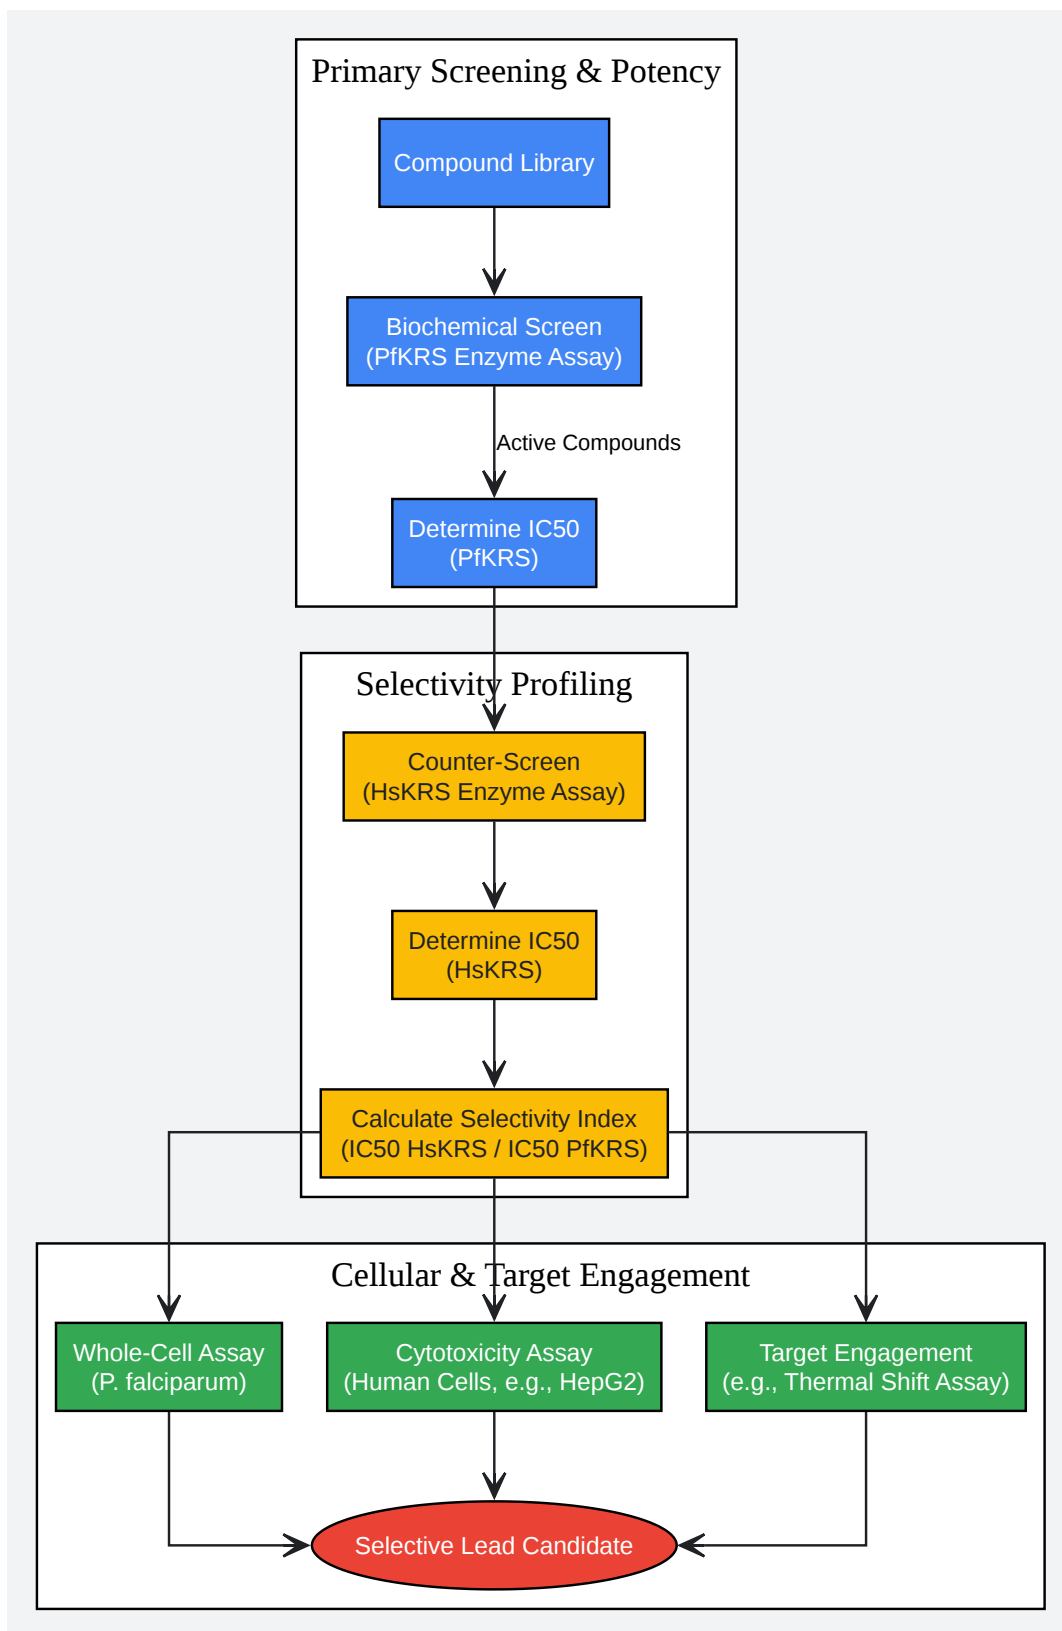 Primary Screening & Potency
Compound Library
Biochemical Screen
(PfKRS Enzyme Assay)
Active Compounds
Determine IC50
(PfKRS)
Selectivity Profiling
Counter-Screen
(HsKRS Enzyme Assay)
Determine IC50
(HsKRS)
Calculate Selectivity Index
(IC50 HsKRS / IC50 PfKRS)
Cellular & Target Engagement
Whole-Cell Assay
(P. falciparum)
Cytotoxicity Assay
(Human Cells, e.g., HepG2)
Target Engagement
(e.g., Thermal Shift Assay)
Selective Lead Candidate